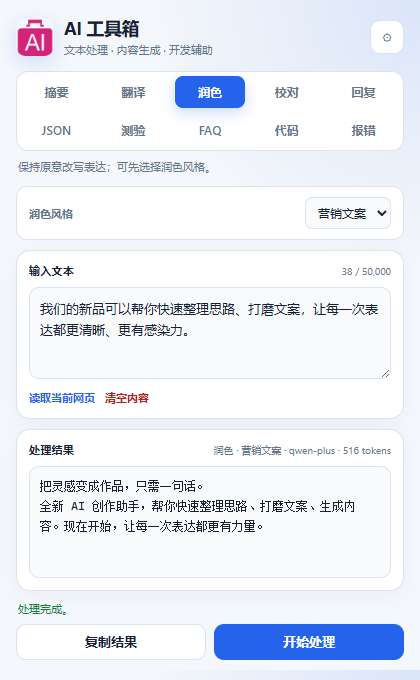 AI
AI 工具箱
文本处理 · 内容生成 · 开发辅助
摘要 翻译 润色 校对 回复
JSON 测验 FAQ 代码 报错
保持原意改写表达；可先选择润色风格。
润色风格 营销文案
输入文本 38 / 50,000
我们的新品可以帮你快速整理思路、打磨文案，让每一次表
达都更清晰、更有感染力。
读取当前网页 清空内容
处理结果 润色 · 营销文案 · qwen-plus · 516 tokens
把灵感变成作品，只需一句话。
全新 AI 创作助手，帮你快速整理思路、打磨文案、生成内
容。现在开始，让每一次表达都更有力量。
处理完成。
复制结果 开始处理